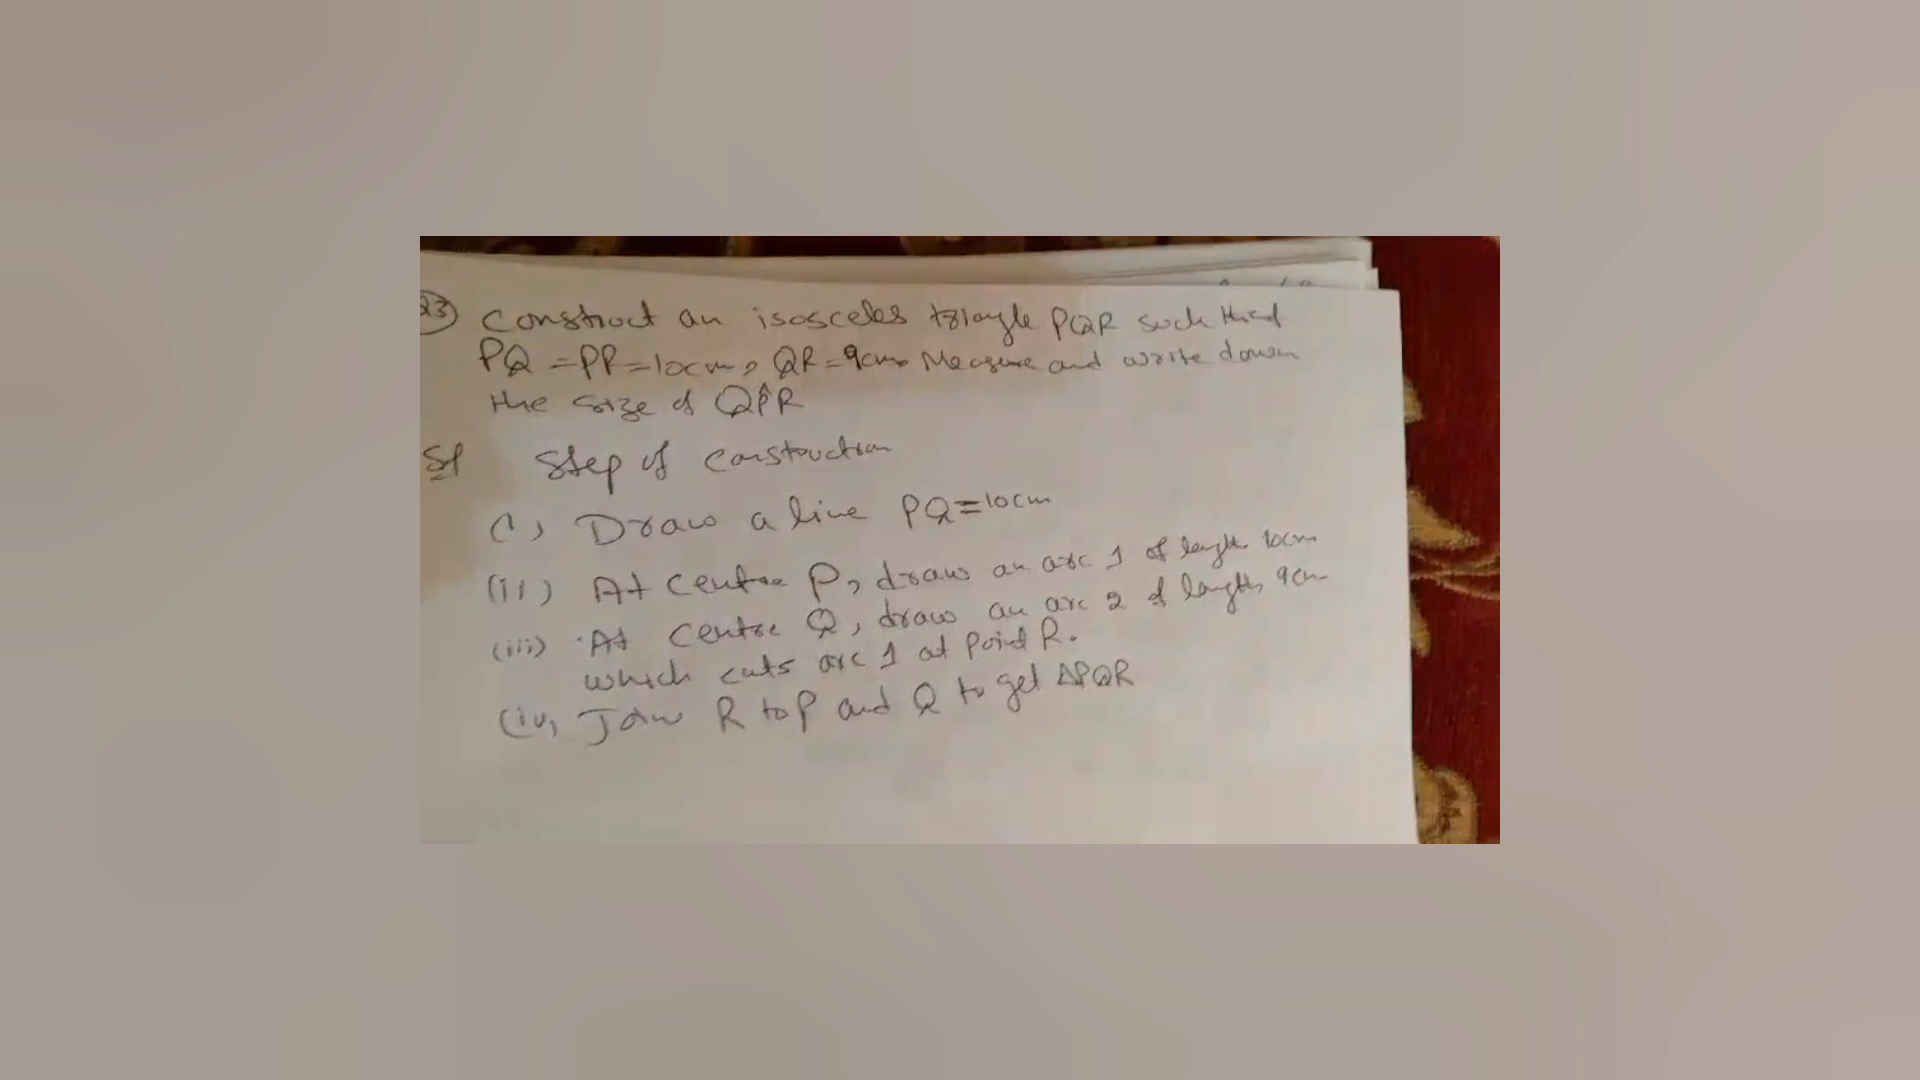 23) Construct an isosceles triangle PQR such that
PQ = PR = 10cm, QR = 9cm. Measure and write down
the size of QP̂R
Sol Step of construction
(i) Draw a line PQ = 10cm
(ii) At centre P, draw an arc 1 of length 10cm
(iii) At centre Q, draw an arc 2 of length 9cm
which cuts arc 1 at point R.
(iv) Join R to P and Q to get ΔPQR